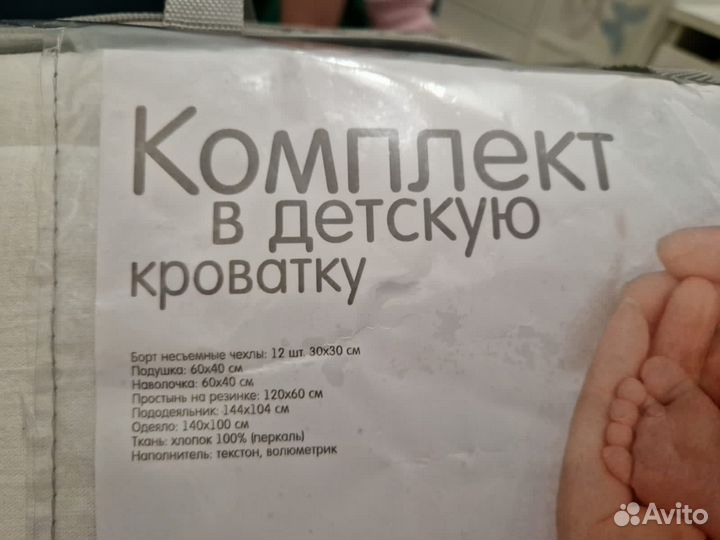 Комплект
в детскую
кроватку
Борт несъемные чехлы: 12 шт. 30х30 см
Подушка: 60х40 см
Наволочка: 60х40 см
Простынь на резинке: 120х60 см
Пододеяльник: 144х104 см
Одеяло: 140х100 см
Ткань: хлопок 100% (перкаль)
Наполнитель: текстон, волюметрик
Avito